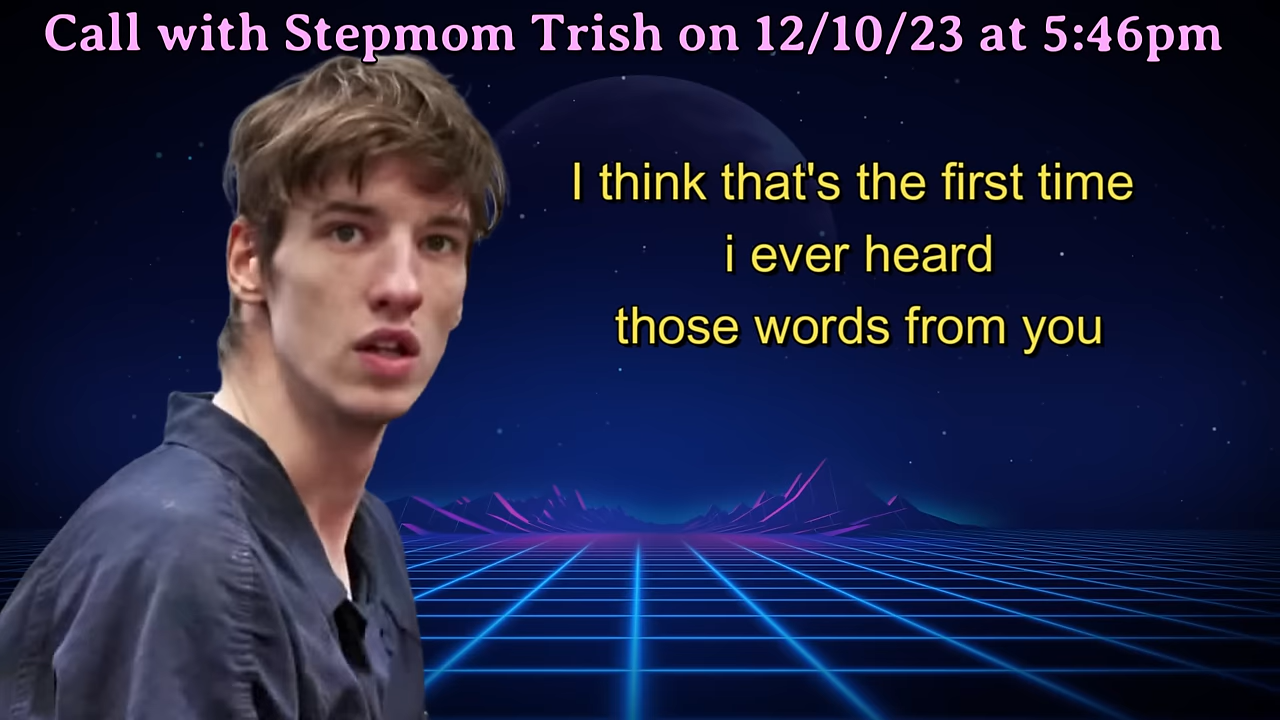 Call with Stepmom Trish on 12/10/23 at 5:46pm
I think that's the first time
i ever heard
those words from you